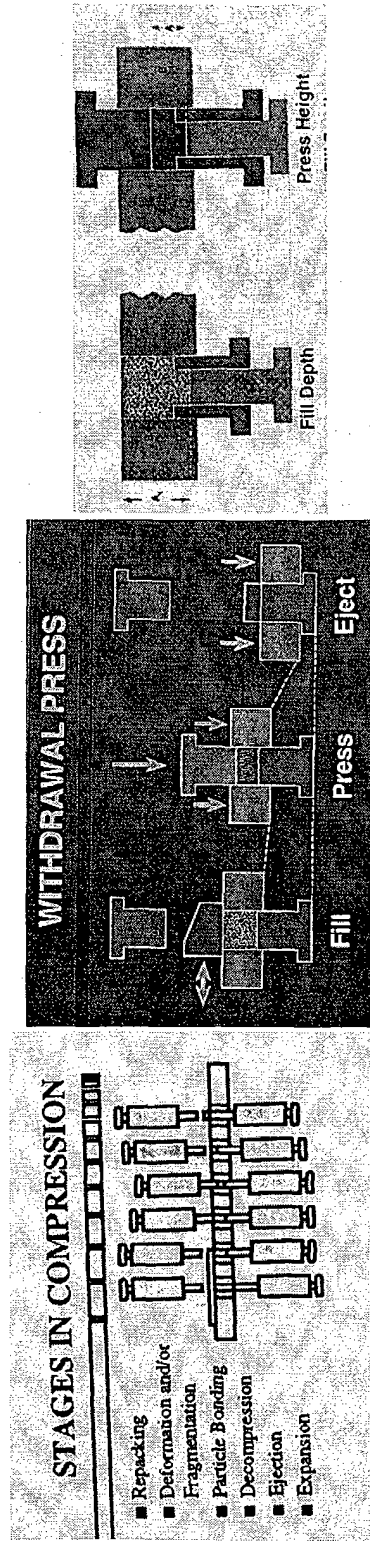 STAGES IN COMPRESSION
■ Repacking
■ Deformation and/or
Fragmentation
■ Particle Bonding
■ Decompression
■ Ejection
■ Expansion
WITHDRAWAL PRESS
Fill
Press
Eject
Fill Depth
Press Height